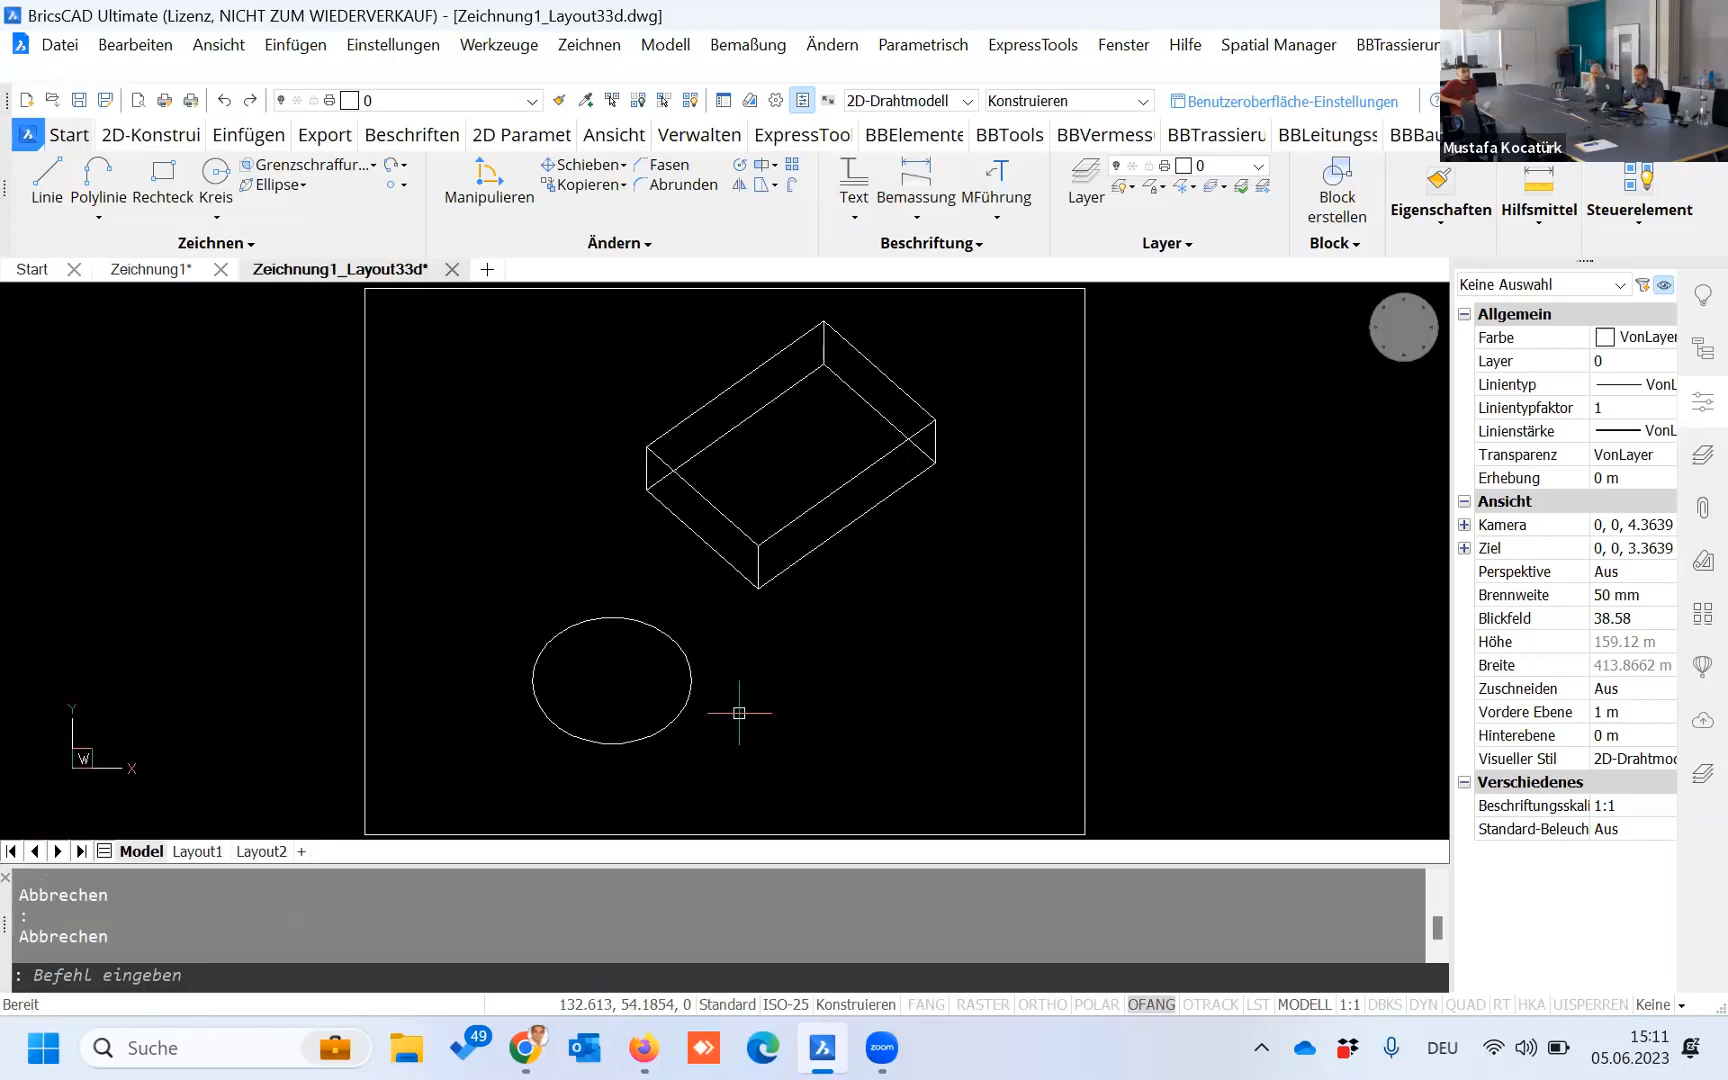 BricsCAD Ultimate (Lizenz, NICHT ZUM WIEDERVERKAUF) - [Zeichnung1_Layout33d.dwg]
Datei Bearbeiten Ansicht Einfügen Einstellungen Werkzeuge Zeichnen Modell Bemaßung Ändern Parametrisch ExpressTools Fenster Hilfe Spatial Manager BBTrassierun
0 2D-Drahtmodell Konstruieren Benutzeroberfläche-Einstellungen
Start 2D-Konstrui Einfügen Export Beschriften 2D Paramet Ansicht Verwalten ExpressToo BBElemente BBTools BBVermess BBTrassieru BBLeitungss BBBau
Mustafa Kocatürk
Linie Polylinie Rechteck Kreis Grenzschraffur... Ellipse
Manipulieren Schieben Kopieren Fasen Abrunden
Text Bemassung MFührung
Layer 0
Block erstellen
Eigenschaften Hilfsmittel Steuerelement
Zeichnen Ändern Beschriftung Layer Block
Start Zeichnung1* Zeichnung1_Layout33d*
Keine Auswahl
Allgemein
Farbe VonLayer
Layer 0
Linientyp VonL
Linientypfaktor 1
Linienstärke VonL
Transparenz VonLayer
Erhebung 0 m
Ansicht
Kamera 0, 0, 4.3639
Ziel 0, 0, 3.3639
Perspektive Aus
Brennweite 50 mm
Blickfeld 38.58
Höhe 159.12 m
Breite 413.8662 m
Zuschneiden Aus
Vordere Ebene 1 m
Hinterebene 0 m
Visueller Stil 2D-Drahtmod
Verschiedenes
Beschriftungsskali 1:1
Standard-Beleuch Aus
Y
W
X
Model Layout1 Layout2 +
Abbrechen
:
Abbrechen
: Befehl eingeben
Bereit 132.613, 54.1854, 0 Standard ISO-25 Konstruieren FANG RASTER ORTHO POLAR OFANG OTRACK LST MODELL 1:1 DBKS DYN QUAD RT HKA UISPERREN Keine
Suche 49 zoom DEU 15:11
05.06.2023